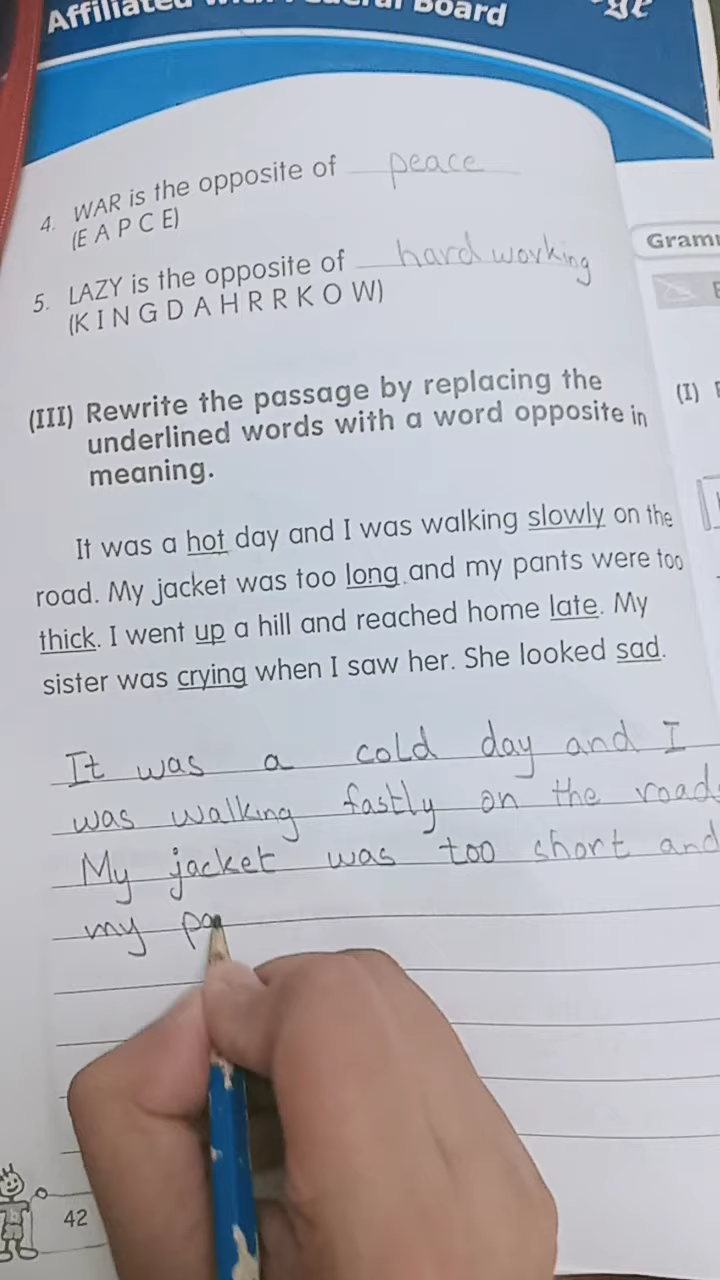 Affiliated with Federal Board
ge
4. WAR is the opposite of peace
(E A P C E)
5. LAZY is the opposite of hard working
(K I N G D A H R R K O W)
Gram
(I)
(III) Rewrite the passage by replacing the
underlined words with a word opposite in
meaning.
It was a hot day and I was walking slowly on the
road. My jacket was too long and my pants were too
thick. I went up a hill and reached home late. My
sister was crying when I saw her. She looked sad.
It was a cold day and I
was walking fastly on the road
My jacket was too short and
my pa
42